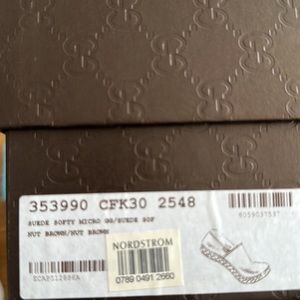 353990 CFK30 2548
SUEDE SOFTY MICRO GG/SUEDE SOF
NUT BROWN/NUT BROWN
NORDSTROM
0789 0491 2660